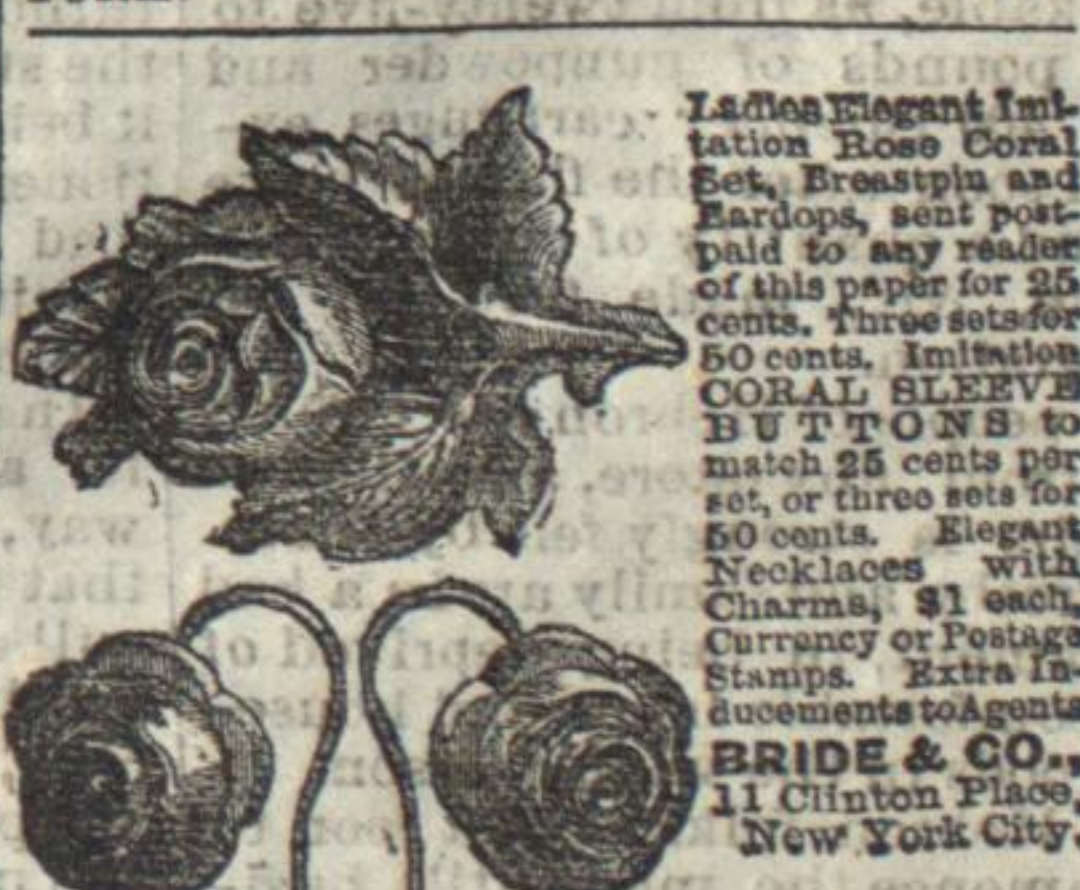 Ladies Elegant Imi-
tation Rose Coral
Set, Breastpin and
Eardops, sent post-
paid to any reader
of this paper for 25
cents. Three sets for
50 cents. Imitation
CORAL SLEEVE
BUTTONS to
match 25 cents per
set, or three sets for
50 cents. Elegant
Necklaces with
Charms, $1 each,
Currency or Postage
Stamps. Extra In-
ducements to Agents
BRIDE & CO.,
11 Clinton Place,
New York City.